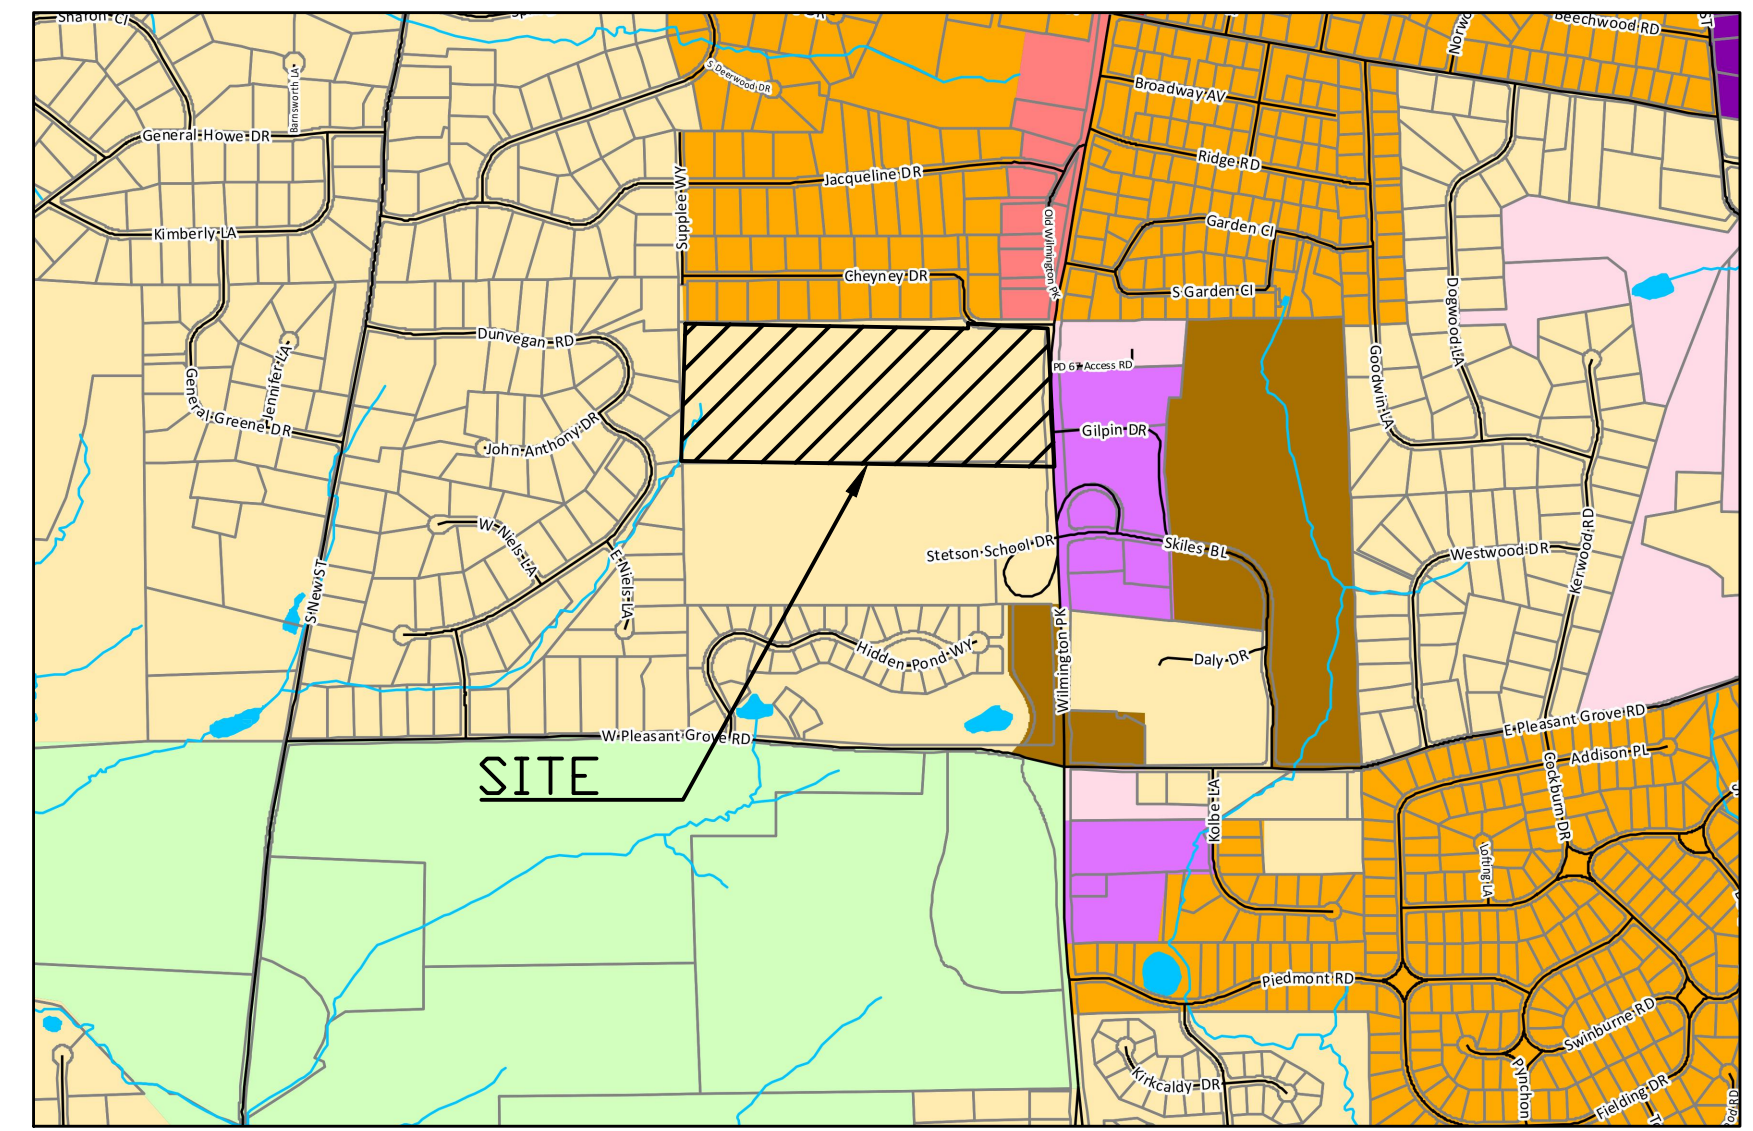 Sharon CI
Beechwood RD
S Deerwood DR
Barnsworth LA
Broadway AV
General Howe DR
Ridge RD
Jacqueline DR
Supplee WY
Garden CI
Kimberly LA
Old Wilmington PK
Cheyney DR
S Garden CI
Dogwood LA
Dunvegan RD
Jennifer LA
PD 67 Access RD
Goodwin LA
General Greene DR
John Anthony DR
Gilpin DR
W Niels LA
Stetson School DR
Skiles BL
Westwood DR
Kerwood RD
E Niels LA
S New ST
Hidden Pond WY
Wilmington PK
Daly DR
W Pleasant Grove RD
E Pleasant Grove RD
Addison PL
SITE
Cockburn DR
Kolbe LA
Lofting LA
Piedmont RD
Swinburne RD
Kirkcaldy DR
Pynchon
Fielding DR